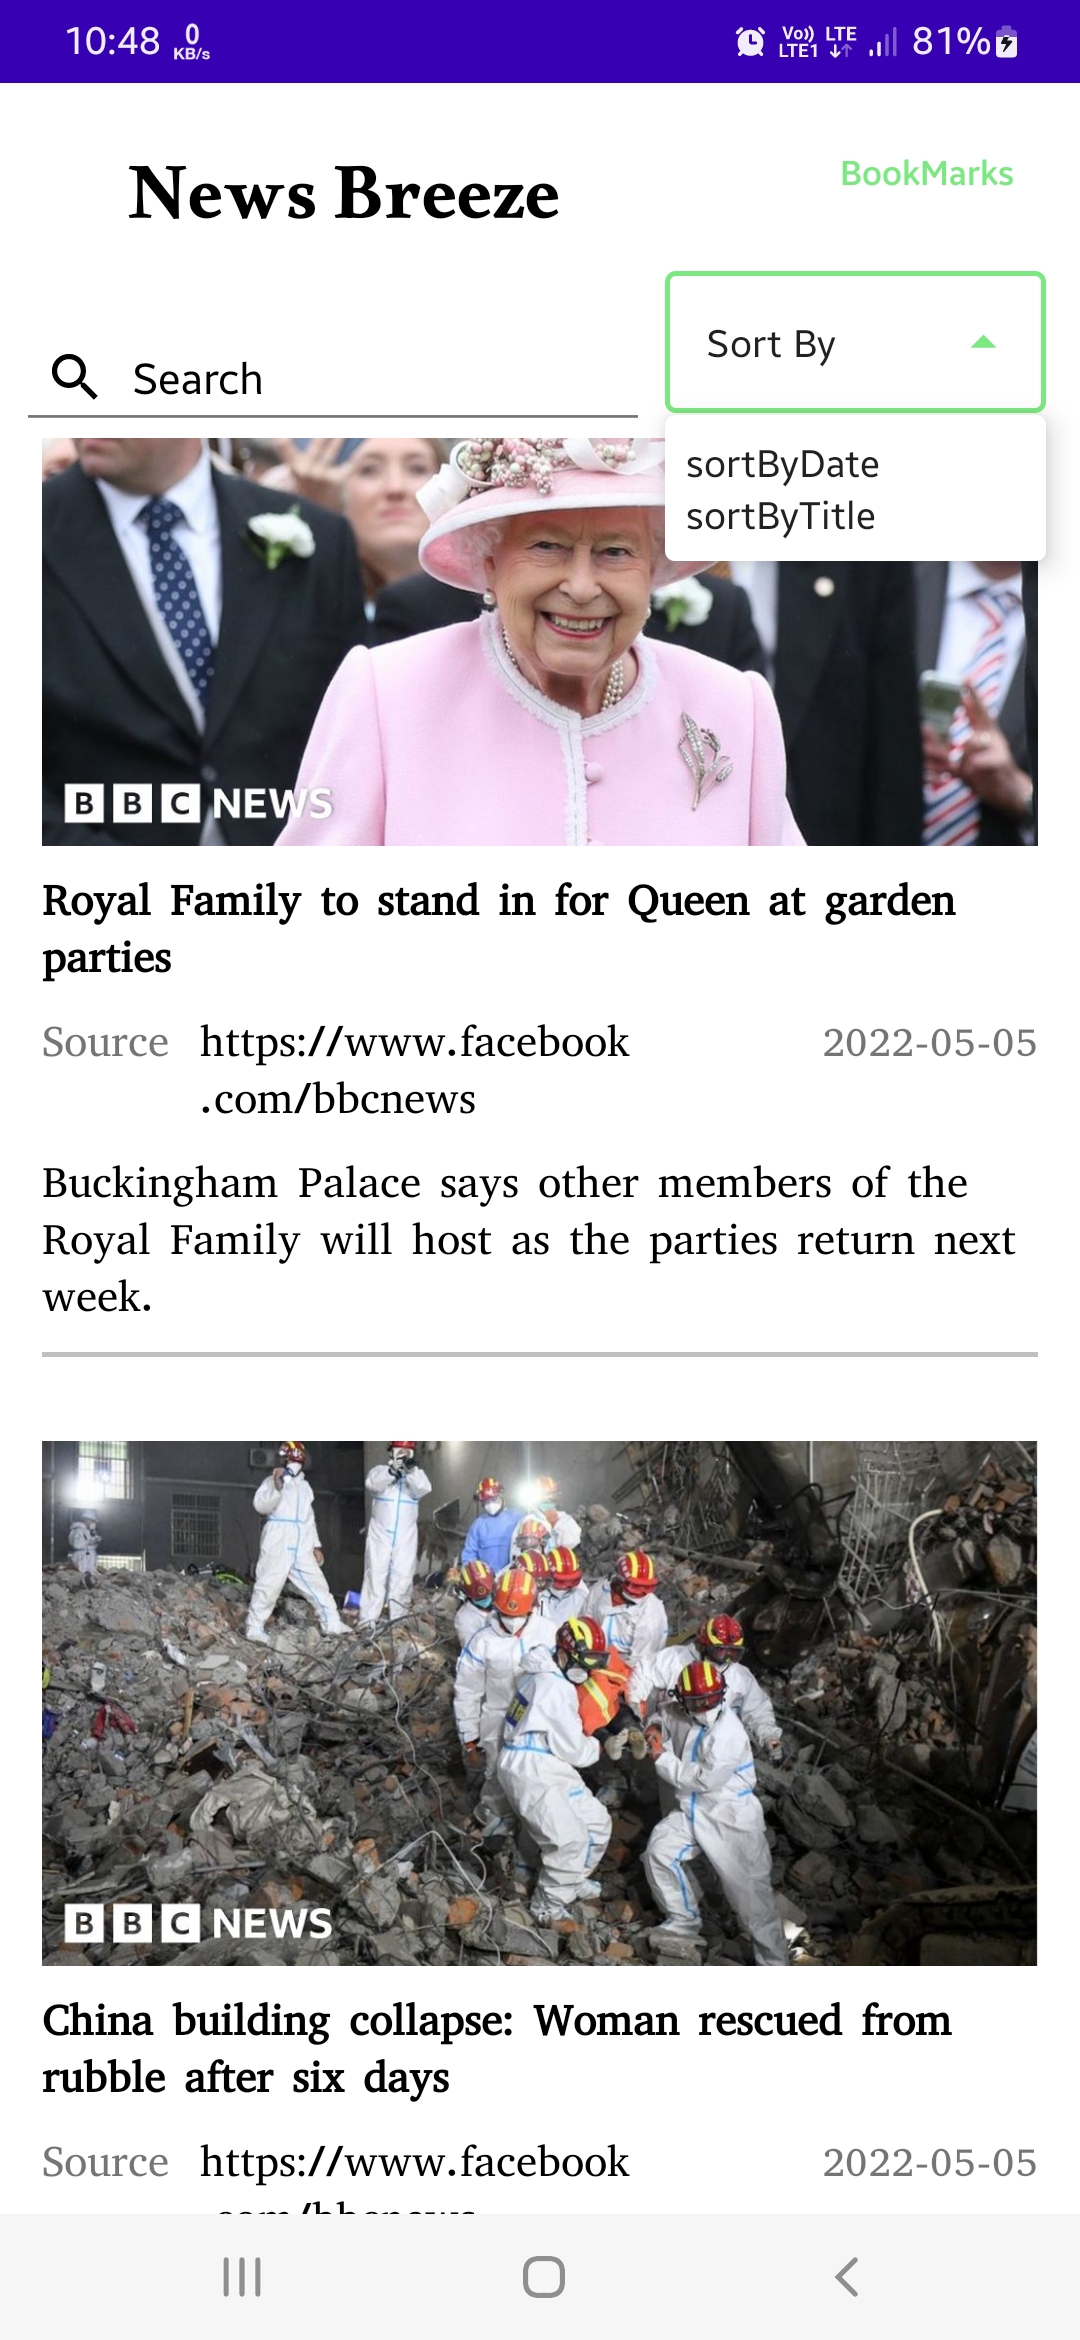 10:48 0 KB/s Vo)) LTE1 LTE 81%
News Breeze
BookMarks
Sort By
Search
sortByDate
sortByTitle
BBC NEWS
Royal Family to stand in for Queen at garden
parties
Source https://www.facebook 2022-05-05
.com/bbcnews
Buckingham Palace says other members of the
Royal Family will host as the parties return next
week.
BBC NEWS
China building collapse: Woman rescued from
rubble after six days
Source https://www.facebook 2022-05-05
.com/bbcnews